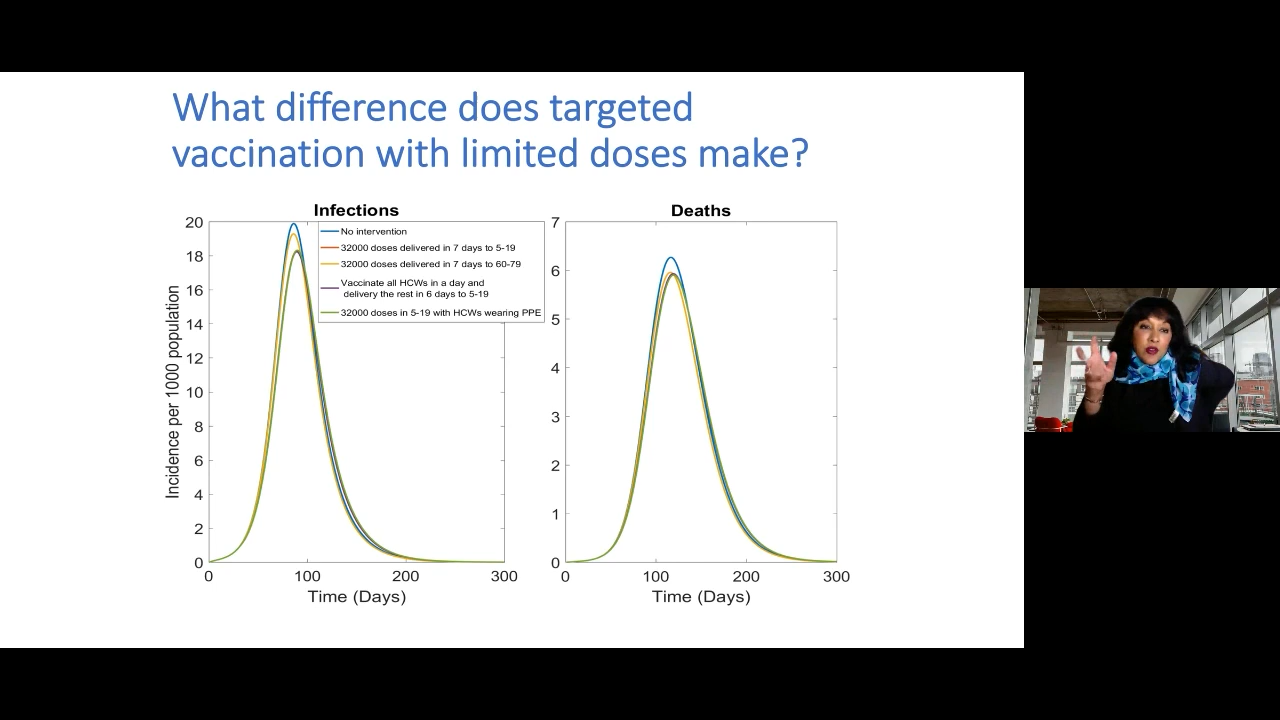 What difference does targeted
vaccination with limited doses make?
Infections
Incidence per 1000 population
20
18
16
14
12
10
8
6
4
2
0
0 100 200 300
Time (Days)
No intervention
32000 doses delivered in 7 days to 5-19
32000 doses delivered in 7 days to 60-79
Vaccinate all HCWs in a day and
delivery the rest in 6 days to 5-19
32000 doses in 5-19 with HCWs wearing PPE
Deaths
7
6
5
4
3
2
1
0
0 100 200 300
Time (Days)